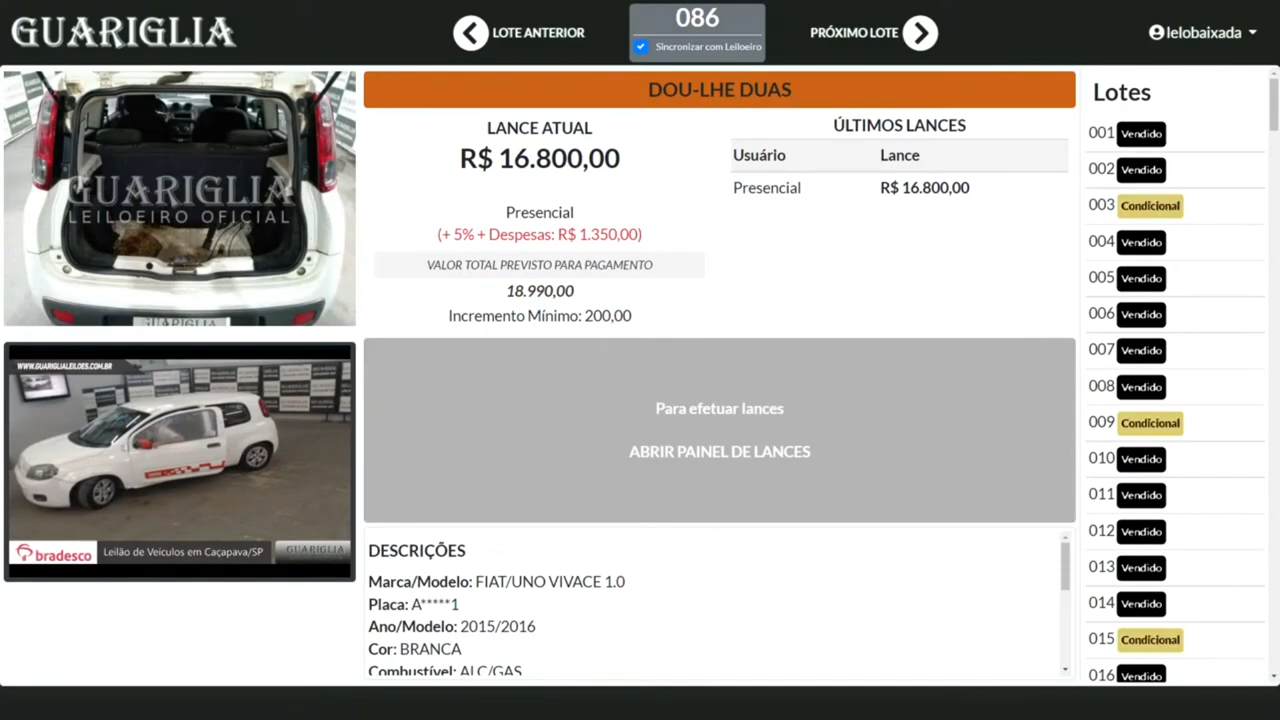 GUARIGLIA
LOTE ANTERIOR
086
Sincronizar com Leiloeiro
PRÓXIMO LOTE
lelobaixada
GUARIGLIA
LEILOEIRO OFICIAL
GUARIGLIA
WWW.GUARIGLIALEILOES.COM.BR
bradesco
Leilão de Veículos em Caçapava/SP
GUARIGLIA
DOU-LHE DUAS
LANCE ATUAL
R$ 16.800,00
Presencial
(+ 5% + Despesas: R$ 1.350,00)
VALOR TOTAL PREVISTO PARA PAGAMENTO
18.990,00
Incremento Mínimo: 200,00
ÚLTIMOS LANCES
Usuário Lance
Presencial R$ 16.800,00
Para efetuar lances
ABRIR PAINEL DE LANCES
DESCRIÇÕES
Marca/Modelo: FIAT/UNO VIVACE 1.0
Placa: A*****1
Ano/Modelo: 2015/2016
Cor: BRANCA
Combustível: ALC/GAS
Lotes
001 Vendido
002 Vendido
003 Condicional
004 Vendido
005 Vendido
006 Vendido
007 Vendido
008 Vendido
009 Condicional
010 Vendido
011 Vendido
012 Vendido
013 Vendido
014 Vendido
015 Condicional
016 Vendido